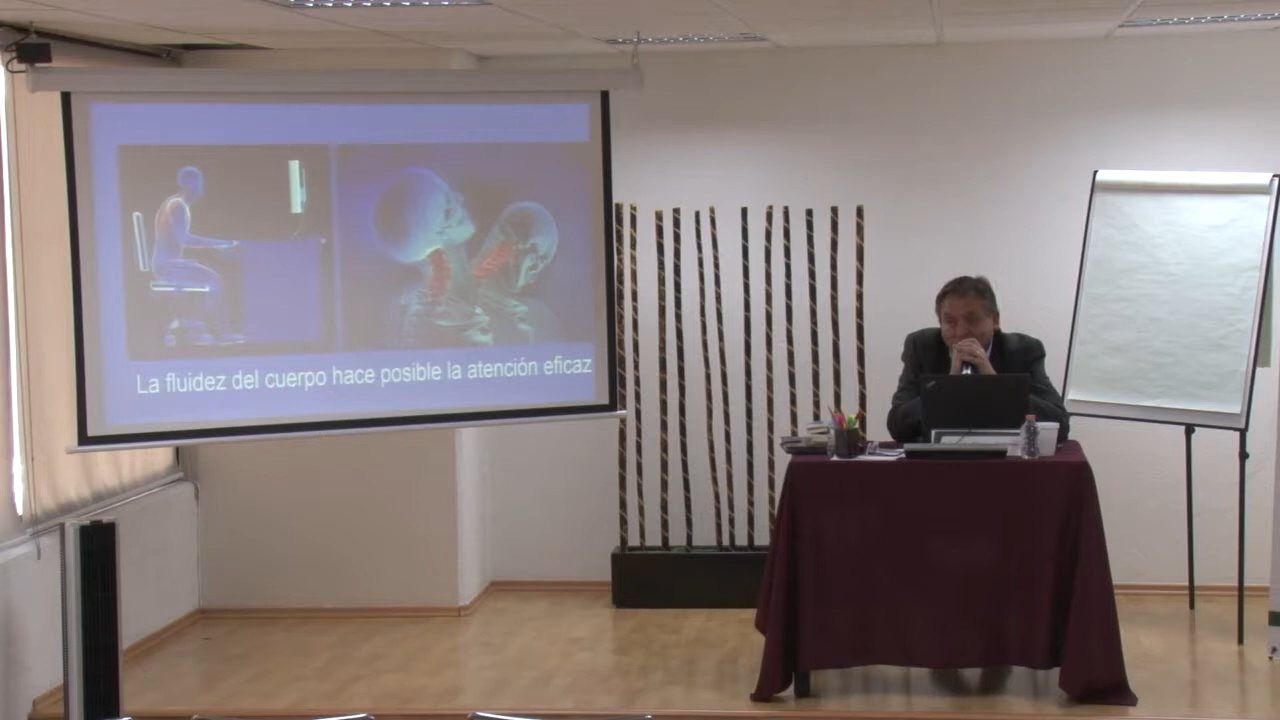 La fluidez del cuerpo hace posible la atención eficaz